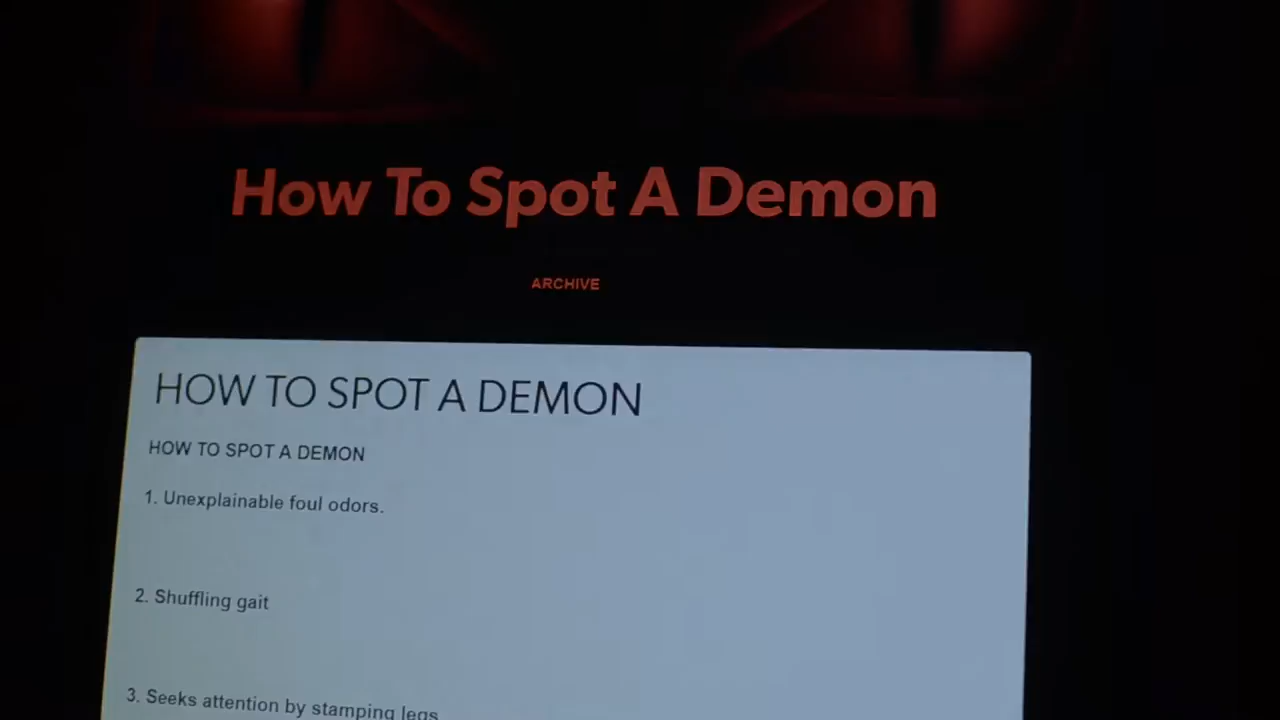 How To Spot A Demon
ARCHIVE
HOW TO SPOT A DEMON
HOW TO SPOT A DEMON
1. Unexplainable foul odors.
2. Shuffling gait
3. Seeks attention by stamping legs